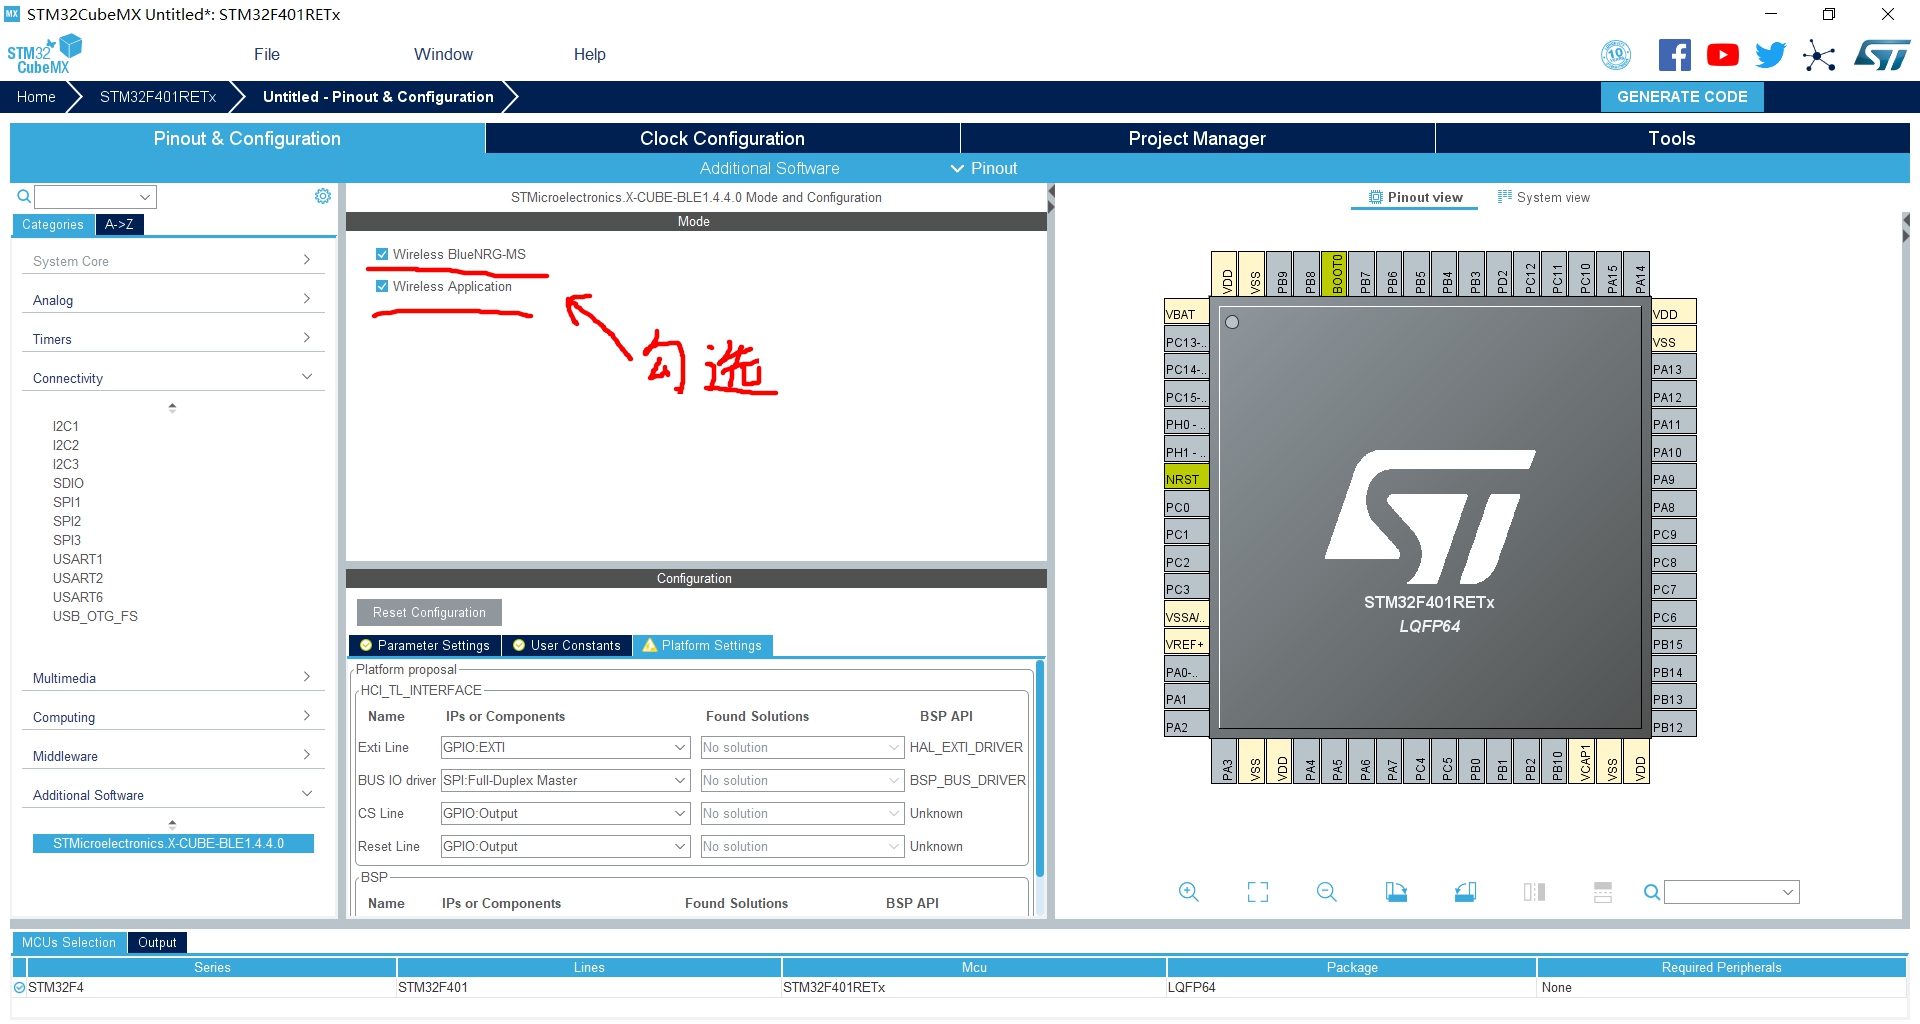 MX STM32CubeMX Untitled*: STM32F401RETx
STM32
CubeMX
File Window Help
10
Home STM32F401RETx Untitled - Pinout & Configuration GENERATE CODE
Pinout & Configuration Clock Configuration Project Manager Tools
Additional Software Pinout
Categories A->Z
System Core
Analog
Timers
Connectivity
I2C1
I2C2
I2C3
SDIO
SPI1
SPI2
SPI3
USART1
USART2
USART6
USB_OTG_FS
Multimedia
Computing
Middleware
Additional Software
STMicroelectronics.X-CUBE-BLE1.4.4.0
STMicroelectronics.X-CUBE-BLE1.4.4.0 Mode and Configuration
Mode
Wireless BlueNRG-MS
Wireless Application
勾选
Configuration
Reset Configuration
Parameter Settings User Constants Platform Settings
Platform proposal
HCI_TL_INTERFACE
Name IPs or Components Found Solutions BSP API
Exti Line GPIO:EXTI No solution HAL_EXTI_DRIVER
BUS IO driver SPI:Full-Duplex Master No solution BSP_BUS_DRIVER
CS Line GPIO:Output No solution Unknown
Reset Line GPIO:Output No solution Unknown
BSP
Name IPs or Components Found Solutions BSP API
Pinout view System view
VDD VSS PB9 PB8 BOOT0 PB7 PB6 PB5 PB4 PB3 PD2 PC12 PC11 PC10 PA15 PA14
VBAT
PC13-..
PC14-..
PC15-..
PH0 - ..
PH1 - ..
NRST
PC0
PC1
PC2
PC3
VSSA/..
VREF+
PA0-..
PA1
PA2
ST
STM32F401RETx
LQFP64
VDD
VSS
PA13
PA12
PA11
PA10
PA9
PA8
PC9
PC8
PC7
PC6
PB15
PB14
PB13
PB12
PA3 VSS VDD PA4 PA5 PA6 PA7 PC4 PC5 PB0 PB1 PB2 PB10 VCAP1 VSS VDD
MCUs Selection Output
Series Lines Mcu Package Required Peripherals
STM32F4 STM32F401 STM32F401RETx LQFP64 None